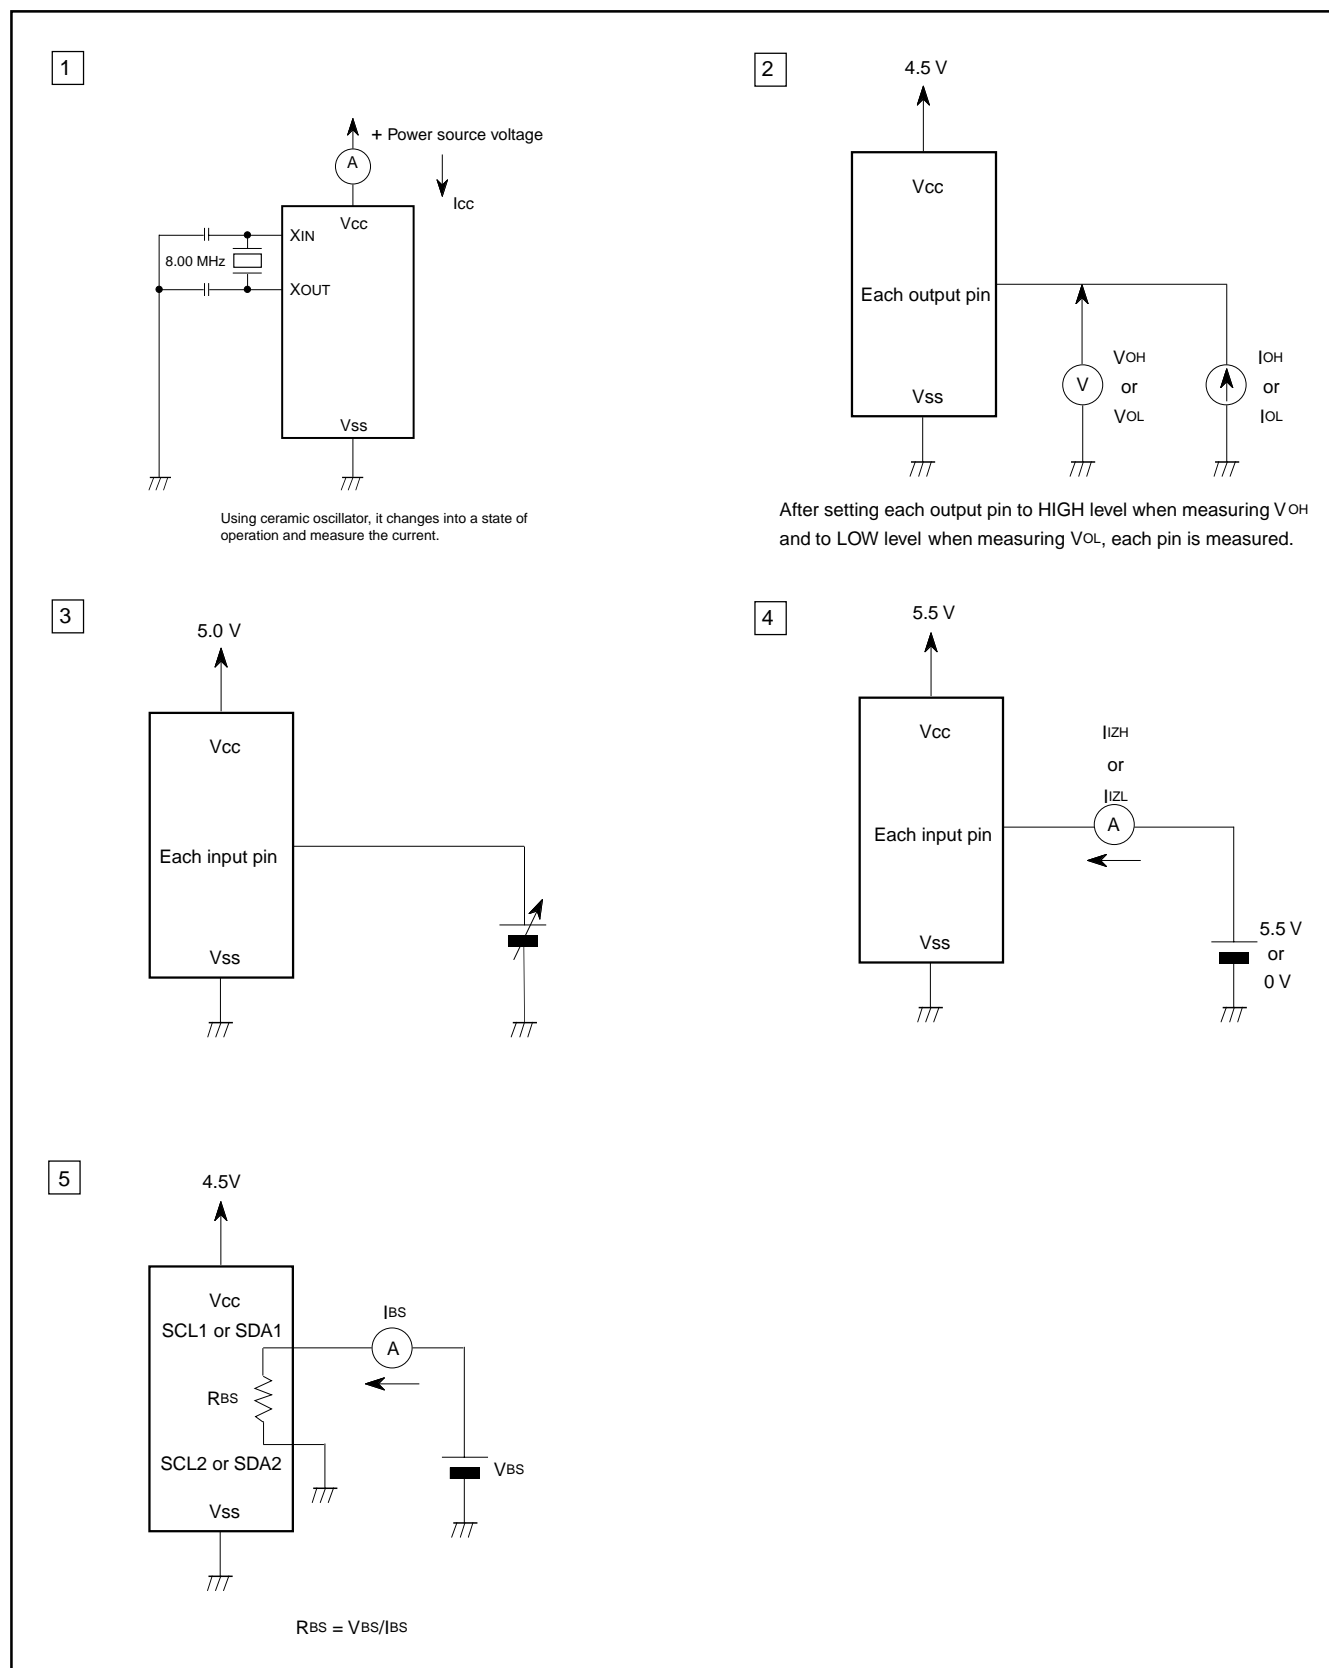 1
+ Power source voltage
A
Icc
Vcc
XIN
8.00 MHz
XOUT
Vss
Using ceramic oscillator, it changes into a state of
operation and measure the current.
2
4.5 V
Vcc
Each output pin
VOH
or
VOL
V
IOH
or
IOL
Vss
After setting each output pin to HIGH level when measuring VOH
and to LOW level when measuring VOL, each pin is measured.
3
5.0 V
Vcc
Each input pin
Vss
4
5.5 V
Vcc
IIZH
or
IIZL
A
Each input pin
Vss
5.5 V
or
0 V
5
4.5V
Vcc
SCL1 or SDA1
IBS
A
RBS
SCL2 or SDA2
VBS
Vss
RBS = VBS/IBS